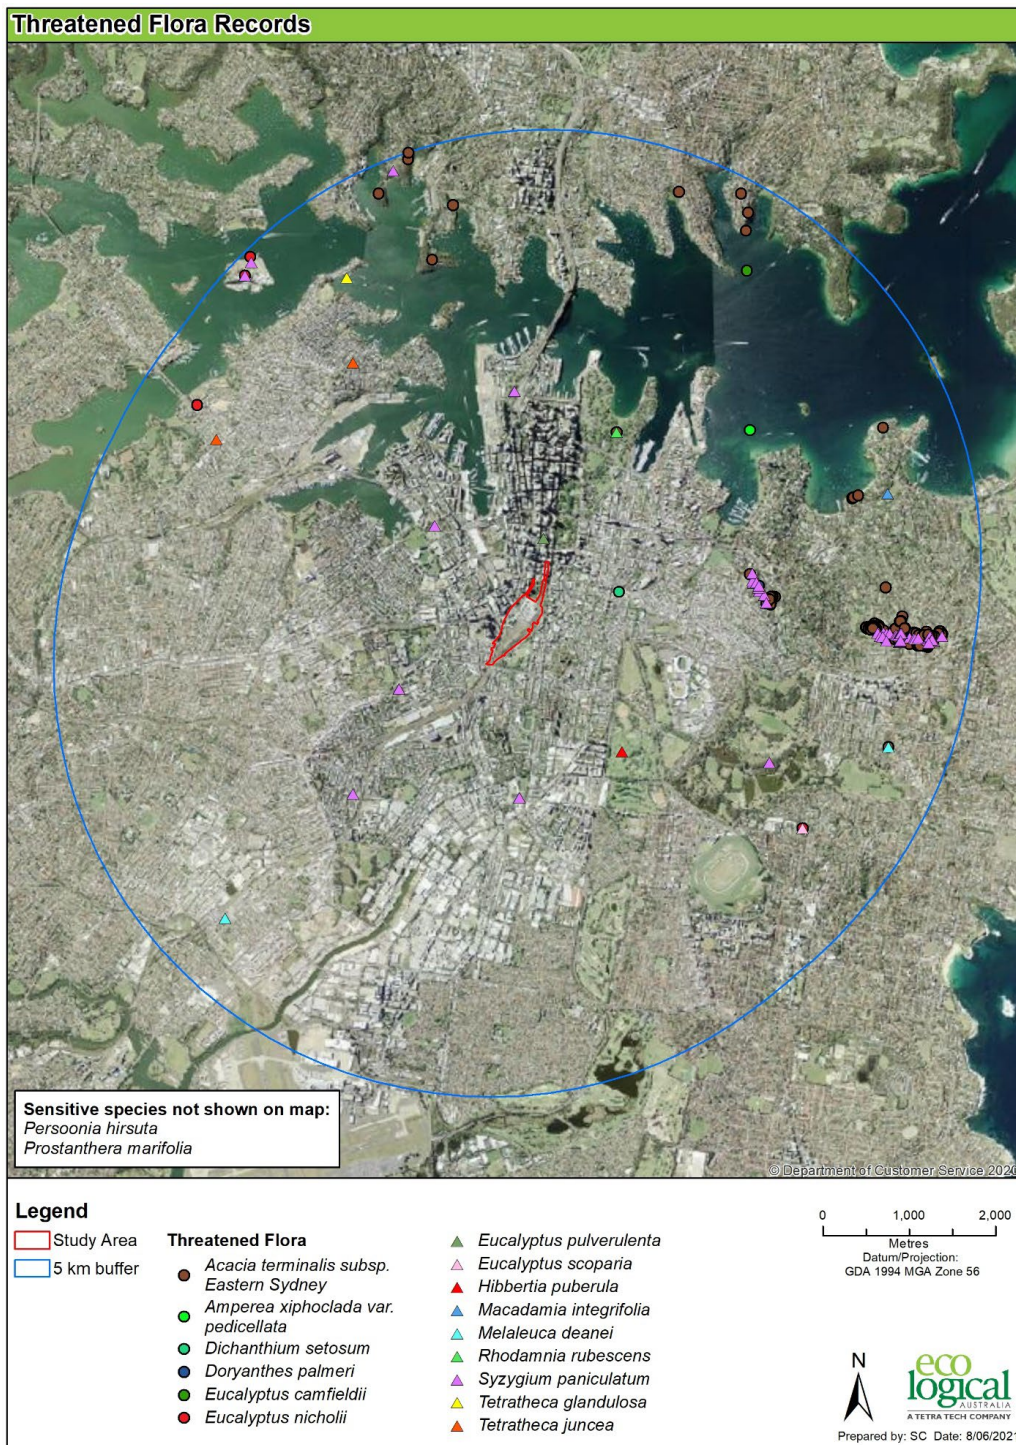 Threatened Flora Records
Sensitive species not shown on map:
Persoonia hirsuta
Prostanthera marifolia
© Department of Customer Service 2020
Legend
Study Area
5 km buffer
Threatened Flora
Acacia terminalis subsp.
Eastern Sydney
Amperea xiphoclada var.
pedicellata
Dichanthium setosum
Doryanthes palmeri
Eucalyptus camfieldii
Eucalyptus nicholii
Eucalyptus pulverulenta
Eucalyptus scoparia
Hibbertia puberula
Macadamia integrifolia
Melaleuca deanei
Rhodamnia rubescens
Syzygium paniculatum
Tetratheca glandulosa
Tetratheca juncea
0 1,000 2,000
Metres
Datum/Projection:
GDA 1994 MGA Zone 56
N
eco
logical
AUSTRALIA
A TETRA TECH COMPANY
Prepared by: SC Date: 8/06/2021